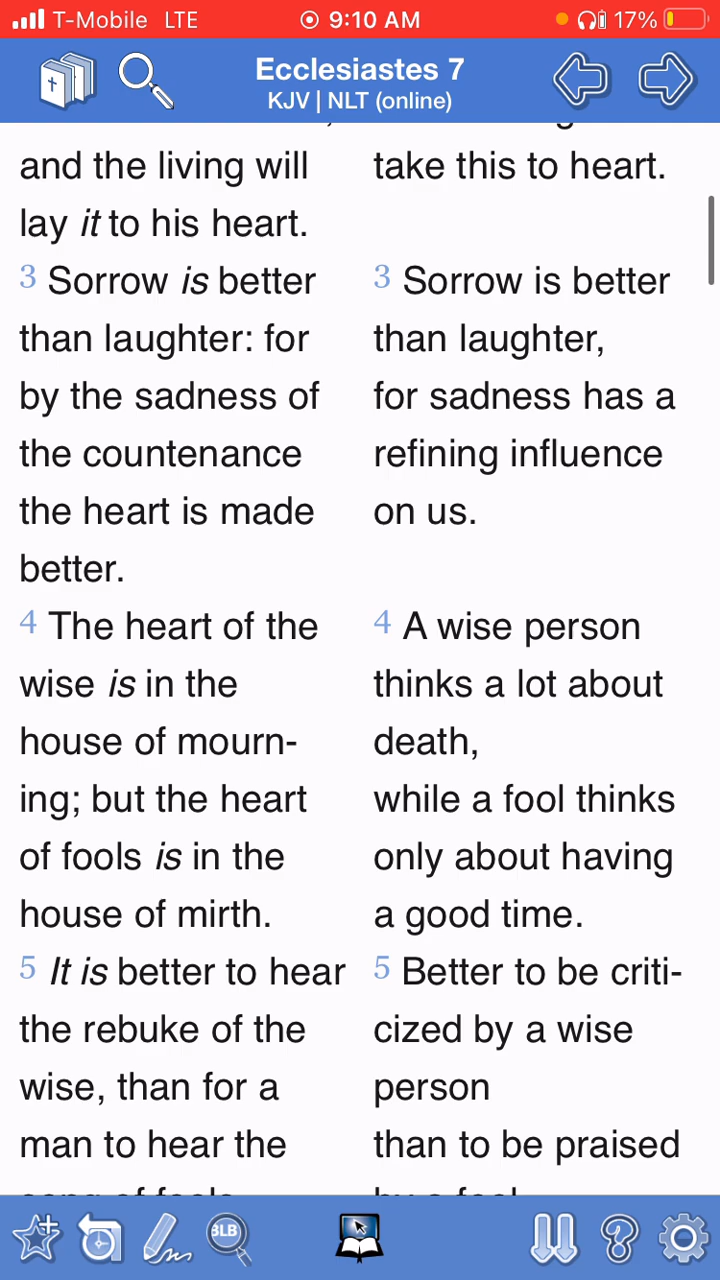 T-Mobile LTE 9:10 AM 17%
Ecclesiastes 7
KJV | NLT (online)
and the living will
lay it to his heart.
3 Sorrow is better
than laughter: for
by the sadness of
the countenance
the heart is made
better.
4 The heart of the
wise is in the
house of mourn-
ing; but the heart
of fools is in the
house of mirth.
5 It is better to hear
the rebuke of the
wise, than for a
man to hear the
song of fools
take this to heart.
3 Sorrow is better
than laughter,
for sadness has a
refining influence
on us.
4 A wise person
thinks a lot about
death,
while a fool thinks
only about having
a good time.
5 Better to be criti-
cized by a wise
person
than to be praised
by a fool
BLB